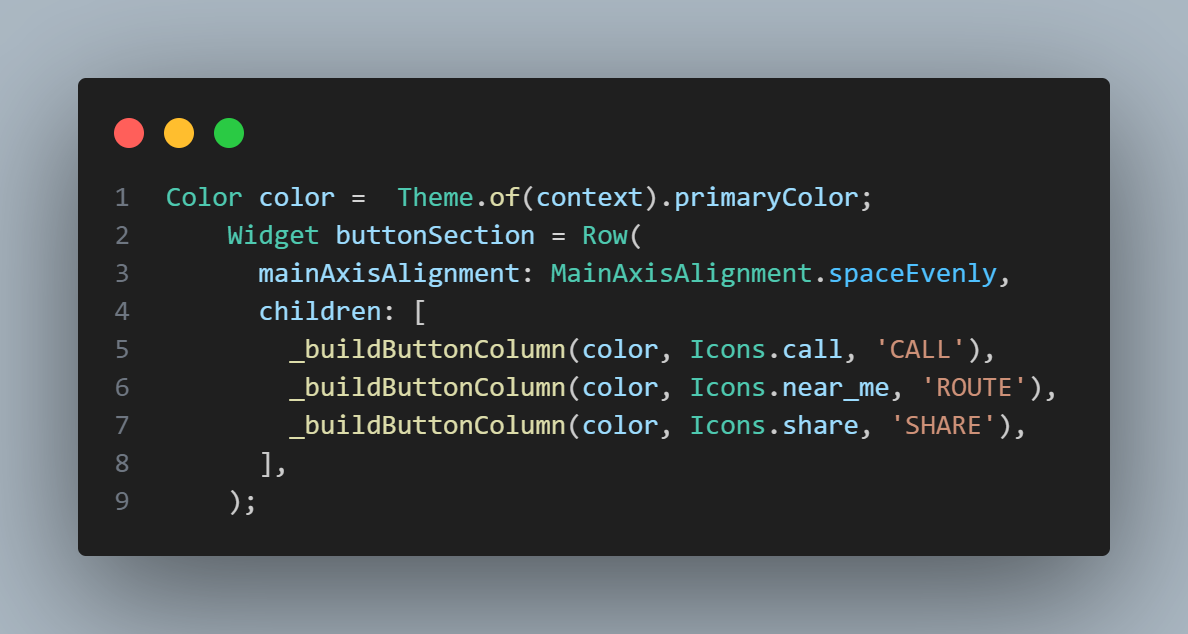 1 Color color =  Theme.of(context).primaryColor;
2     Widget buttonSection = Row(
3       mainAxisAlignment: MainAxisAlignment.spaceEvenly,
4       children: [
5         _buildButtonColumn(color, Icons.call, 'CALL'),
6         _buildButtonColumn(color, Icons.near_me, 'ROUTE'),
7         _buildButtonColumn(color, Icons.share, 'SHARE'),
8       ],
9     );